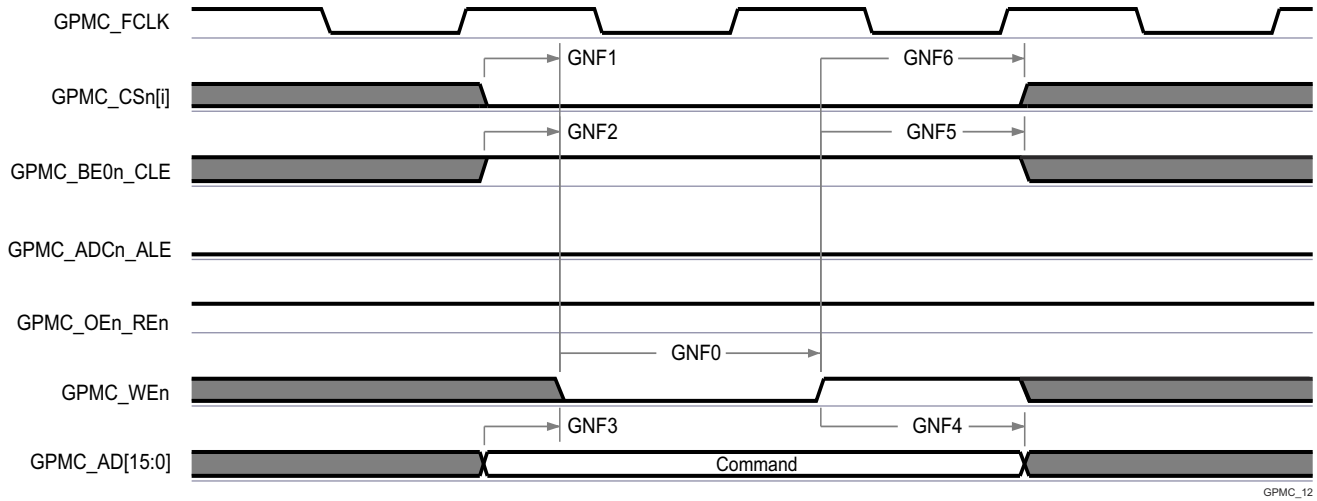 GPMC_FCLK
GNF1
GNF6
GPMC_CSn[i]
GNF2
GNF5
GPMC_BE0n_CLE
GPMC_ADCn_ALE
GPMC_OEn_REn
GNF0
GPMC_WEn
GNF3
GNF4
GPMC_AD[15:0]
Command
GPMC_12